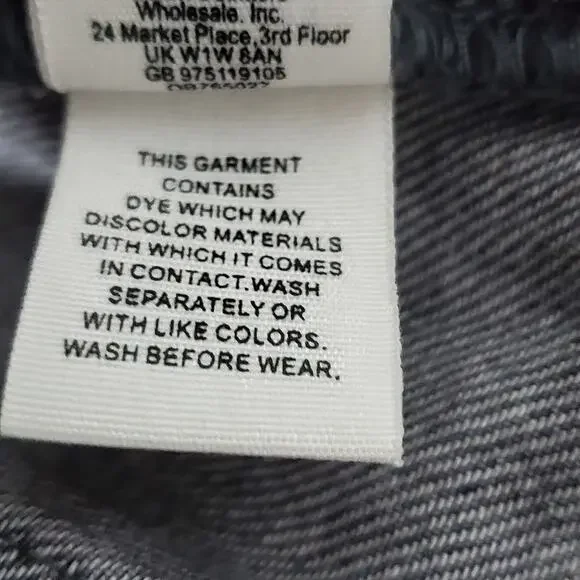 Wholesale, Inc.
24 Market Place,3rd Floor
UK W1W 8AN
GB 975119105
THIS GARMENT
CONTAINS
DYE WHICH MAY
DISCOLOR MATERIALS
WITH WHICH IT COMES
IN CONTACT.WASH
SEPARATELY OR
WITH LIKE COLORS.
WASH BEFORE WEAR.